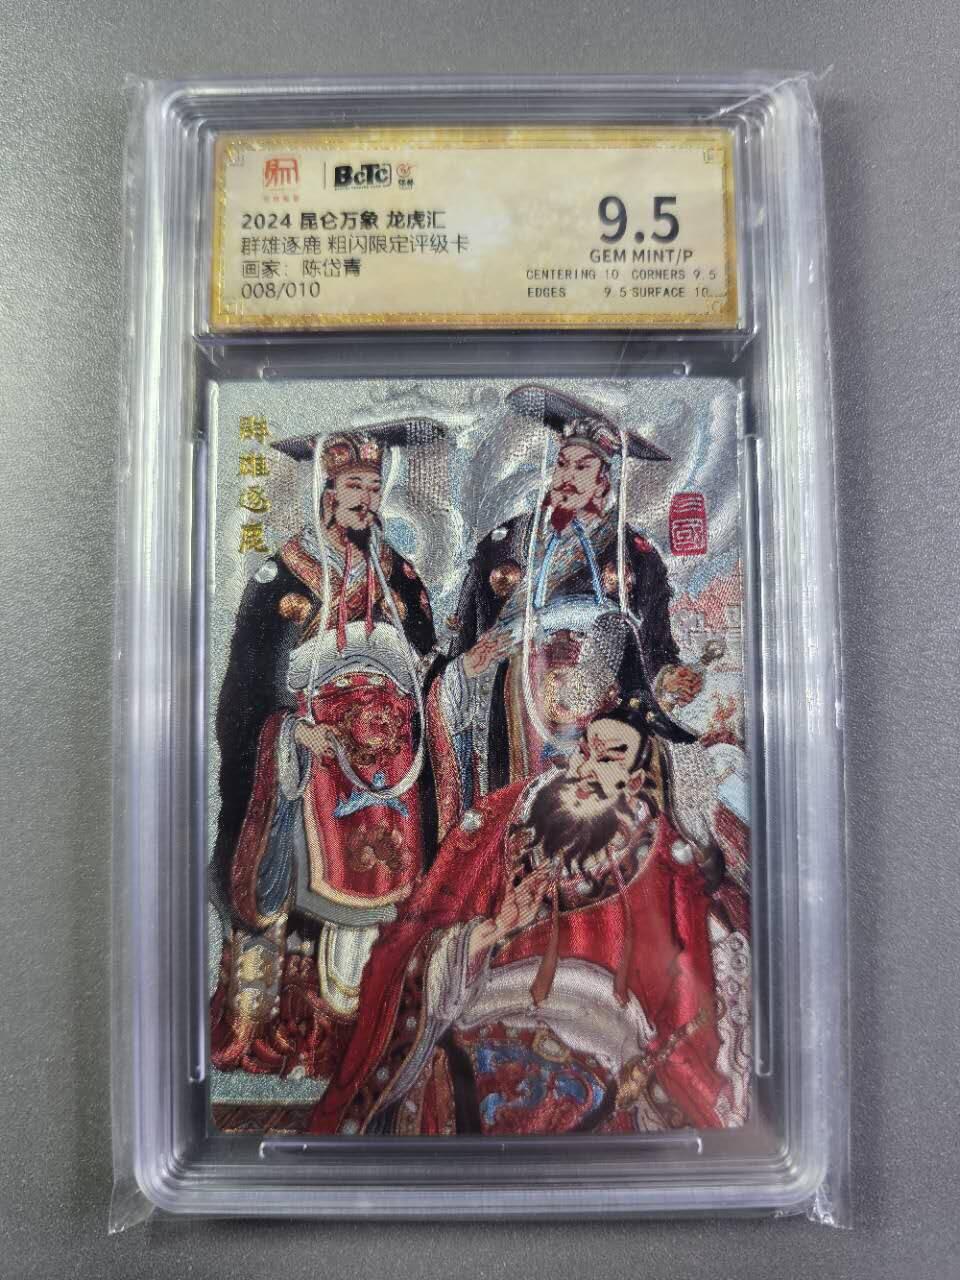 BCTC
2024 昆仑万象 龙虎汇
群雄逐鹿 粗闪限定评级卡
画家：陈岱青
008/010
9.5
GEM MINT/P
CENTERING 10 CORNERS 9.5
EDGES 9.5 SURFACE 10
群雄逐鹿
三國